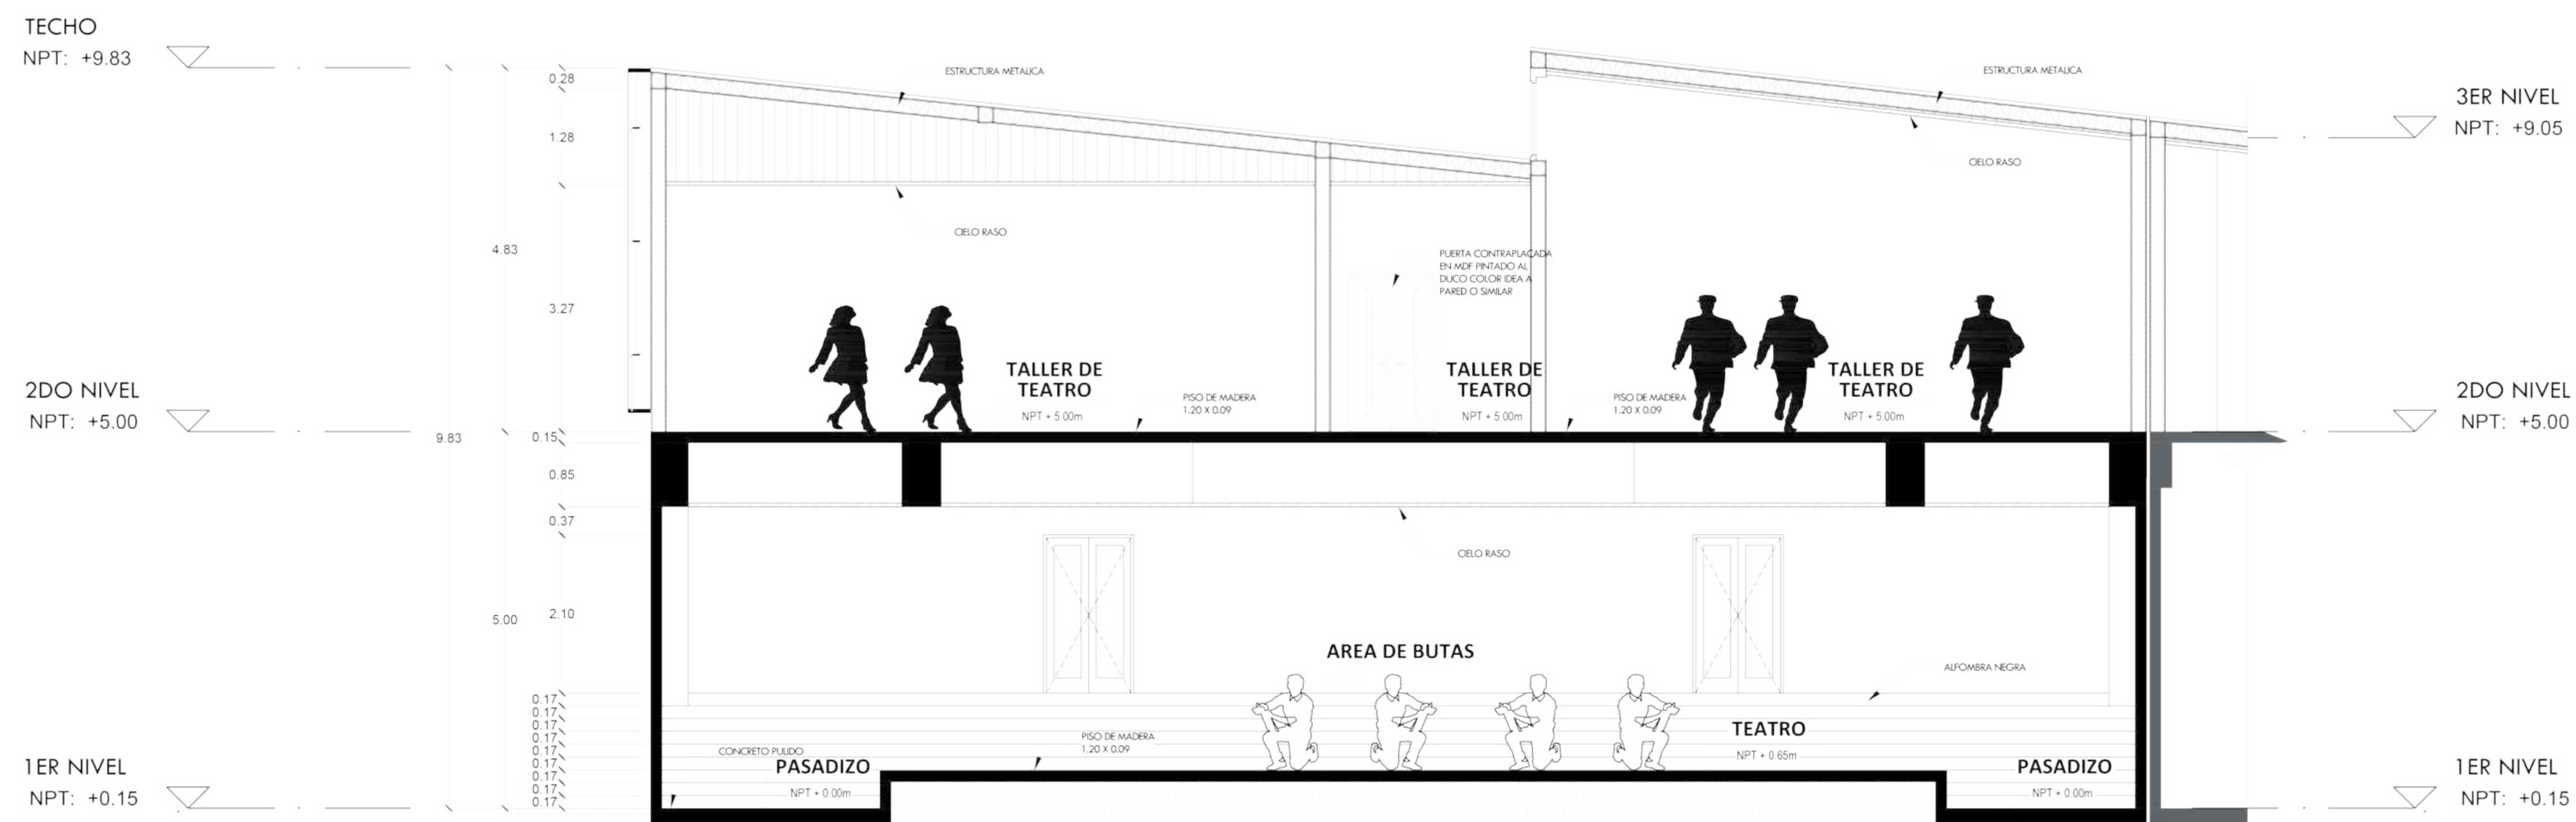 TECHO
NPT: +9.83
2DO NIVEL
NPT: +5.00
1ER NIVEL
NPT: +0.15
9.83
4.83
5.00
0.28
1.28
3.27
0.15
0.85
0.37
2.10
0.17
0.17
0.17
0.17
0.17
0.17
0.17
0.17
0.17
ESTRUCTURA METALICA
CIELO RASO
TALLER DE
TEATRO
NPT + 5.00m
PISO DE MADERA
1.20 X 0.09
PUERTA CONTRAPLACADA
EN MDF PINTADO AL
DUCO COLOR IDEA A
PARED O SIMILAR
TALLER DE
TEATRO
NPT + 5.00m
ESTRUCTURA METALICA
CIELO RASO
PISO DE MADERA
1.20 X 0.09
TALLER DE
TEATRO
NPT + 5.00m
CIELO RASO
AREA DE BUTAS
ALFOMBRA NEGRA
CONCRETO PULIDO
PASADIZO
NPT + 0.00m
PISO DE MADERA
1.20 X 0.09
TEATRO
NPT + 0.65m
PASADIZO
NPT + 0.00m
3ER NIVEL
NPT: +9.05
2DO NIVEL
NPT: +5.00
1ER NIVEL
NPT: +0.15